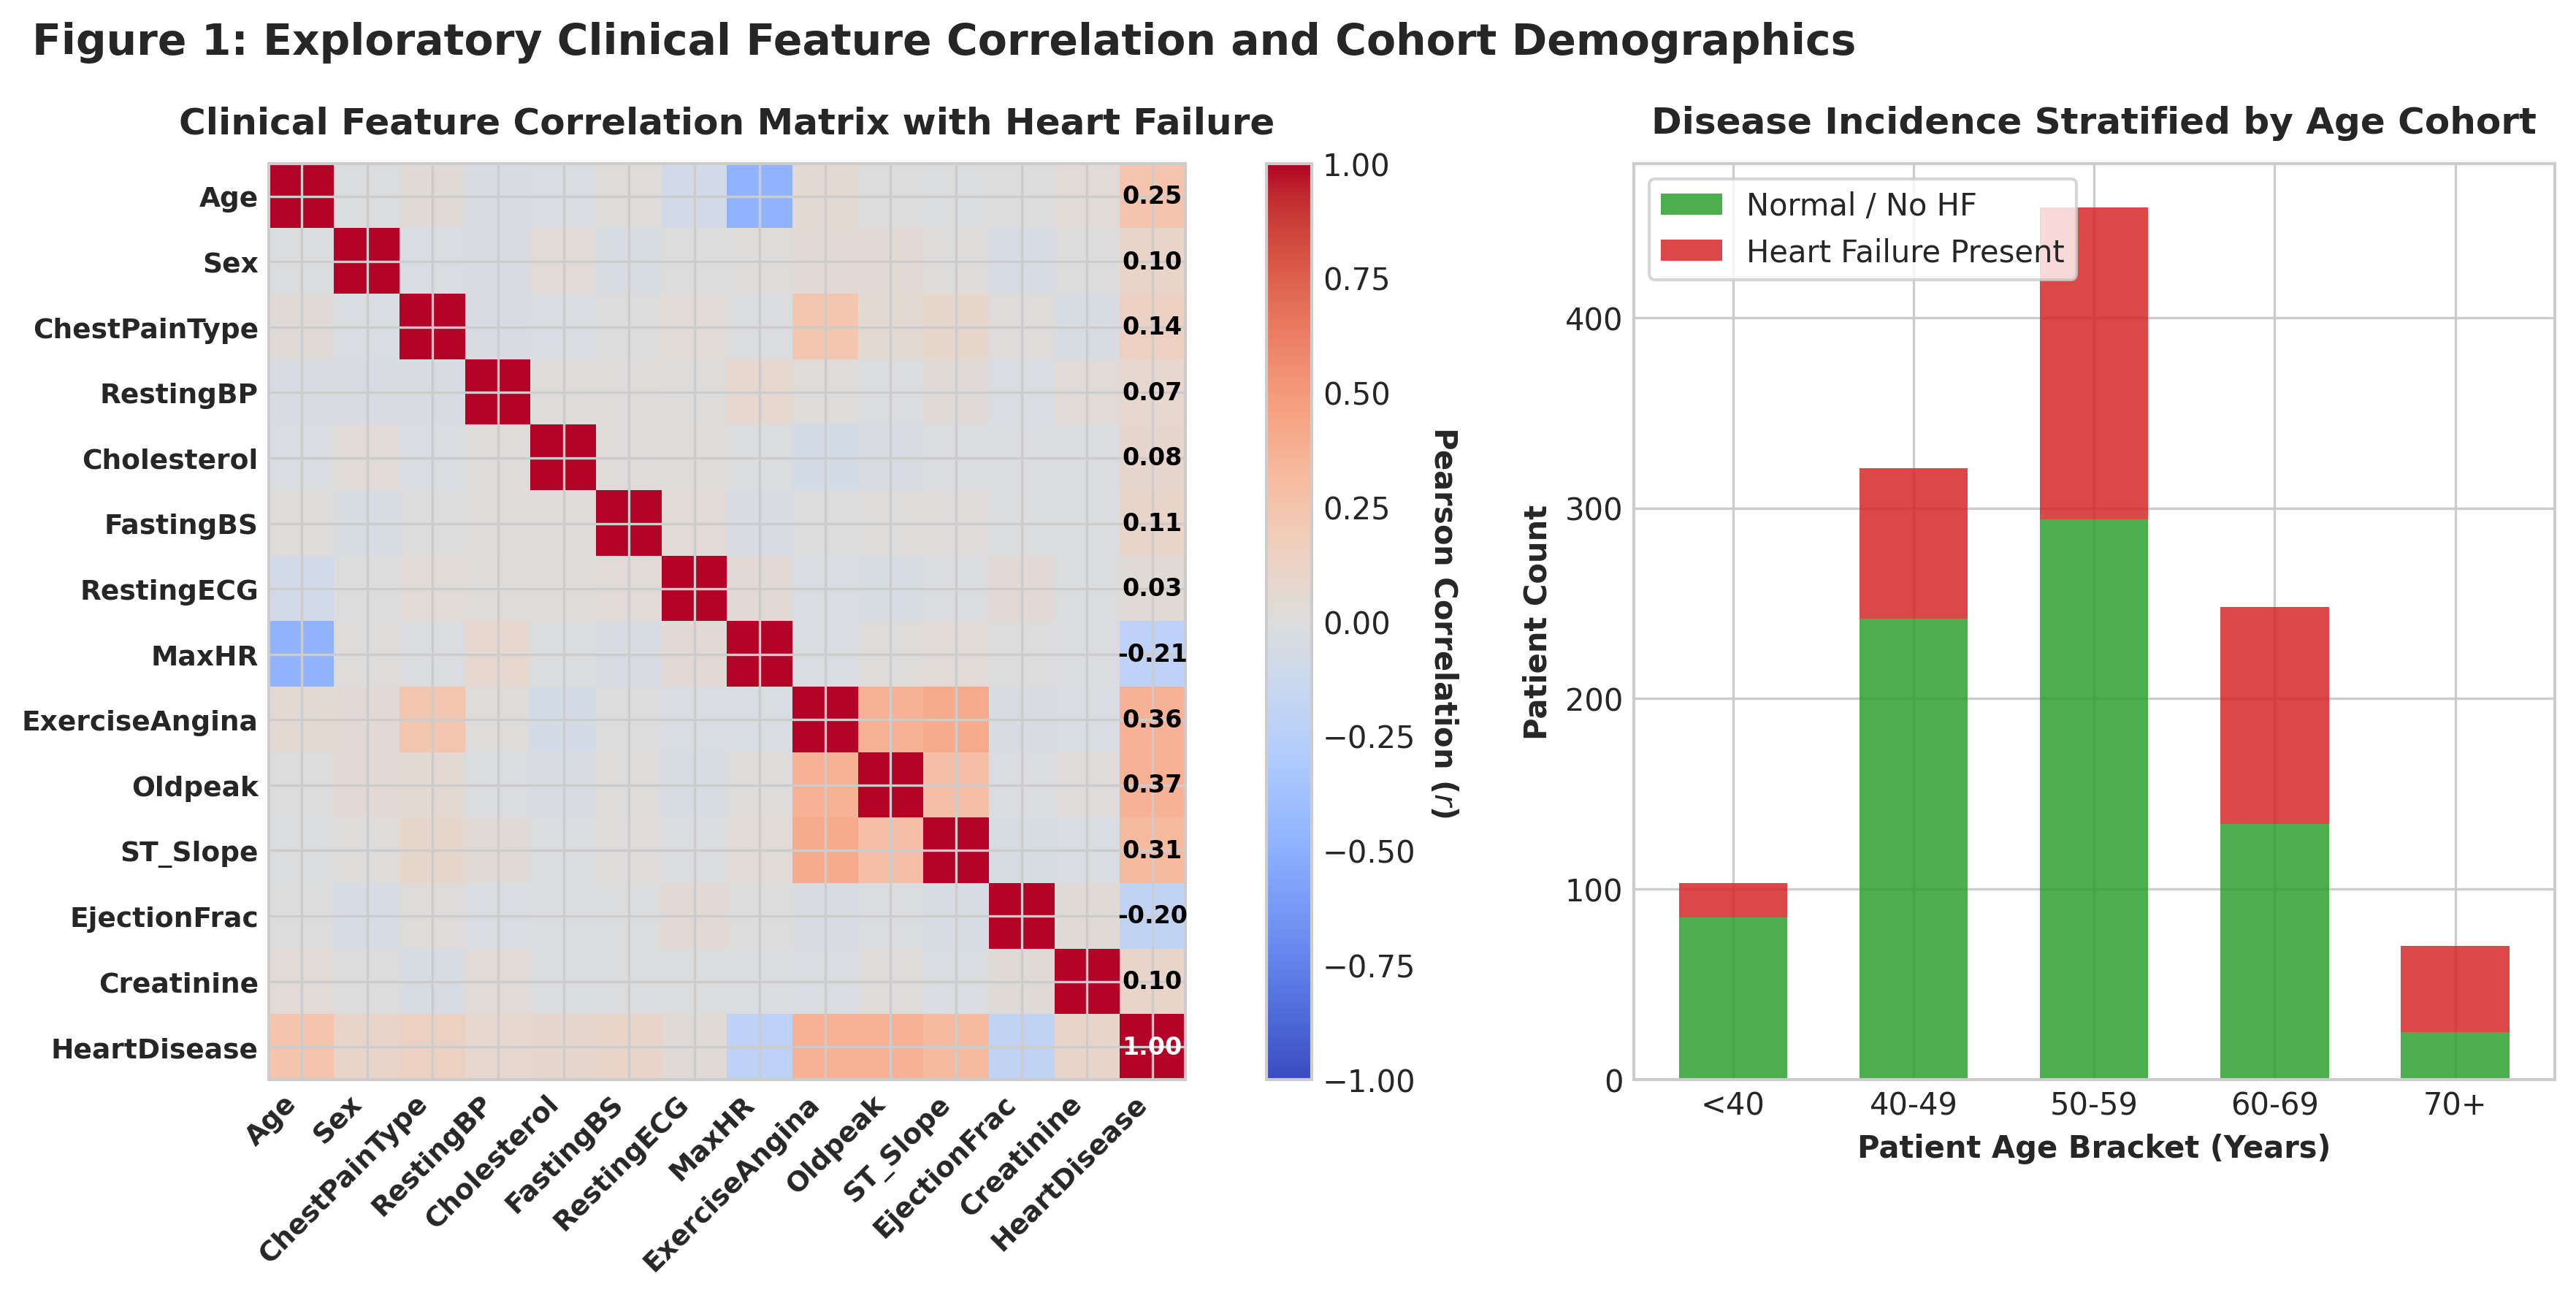 Figure 1: Exploratory Clinical Feature Correlation and Cohort Demographics
Clinical Feature Correlation Matrix with Heart Failure
Age
Sex
ChestPainType
RestingBP
Cholesterol
FastingBS
RestingECG
MaxHR
ExerciseAngina
Oldpeak
ST_Slope
EjectionFrac
Creatinine
HeartDisease
0.25
0.10
0.14
0.07
0.08
0.11
0.03
-0.21
0.36
0.37
0.31
-0.20
0.10
1.00
Age
Sex
ChestPainType
RestingBP
Cholesterol
FastingBS
RestingECG
MaxHR
ExerciseAngina
Oldpeak
ST_Slope
EjectionFrac
Creatinine
HeartDisease
1.00
0.75
0.50
0.25
0.00
−0.25
−0.50
−0.75
−1.00
Pearson Correlation (r)
Disease Incidence Stratified by Age Cohort
Normal / No HF
Heart Failure Present
Patient Count
400
300
200
100
0
<40
40-49
50-59
60-69
70+
Patient Age Bracket (Years)